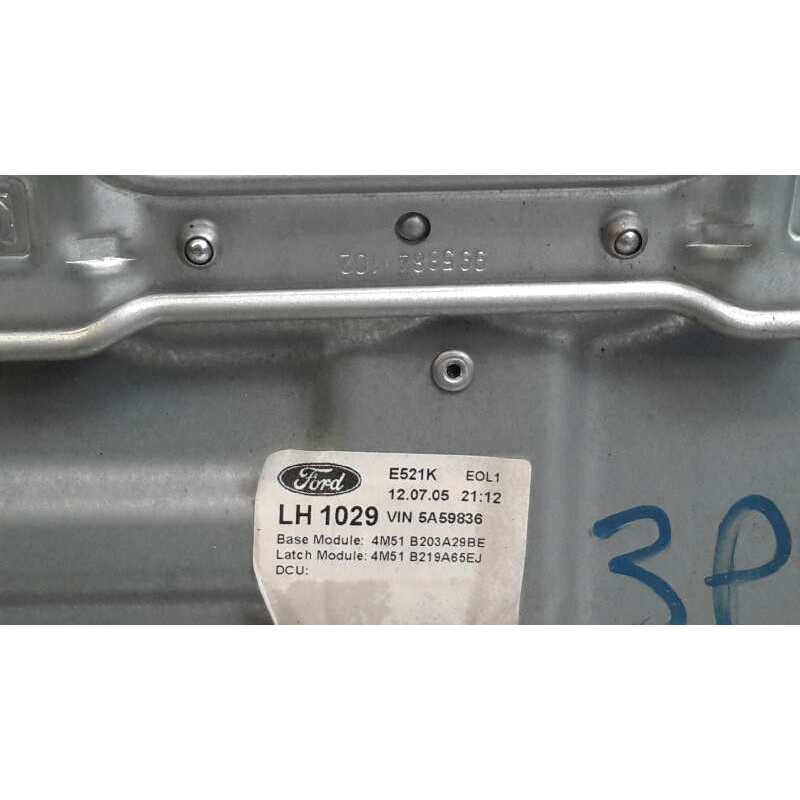 Ford
E521K EOL1
12.07.05 21:12
LH 1029 VIN 5A59836
Base Module: 4M51 B203A29BE
Latch Module: 4M51 B219A65EJ
DCU:
3P